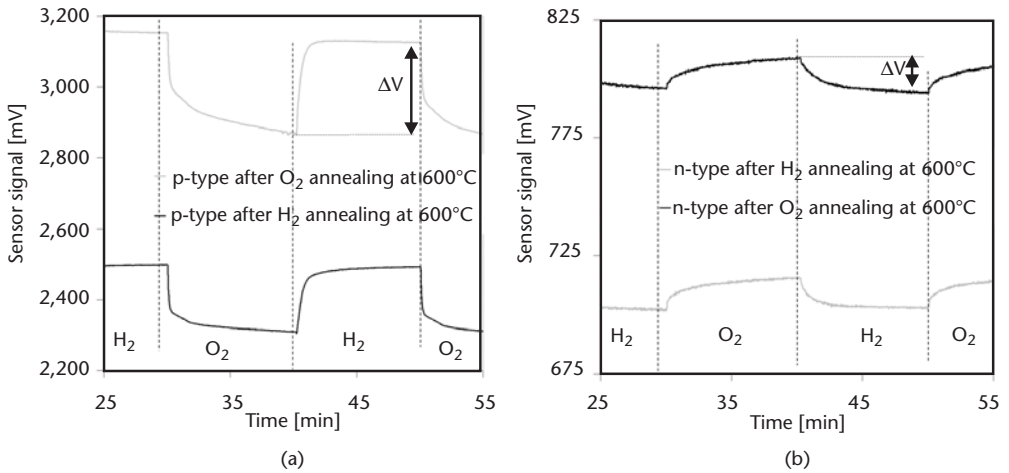 3,200
3,000
2,800
2,600
2,400
2,200
Sensor signal [mV]
ΔV
p-type after O₂ annealing at 600°C
p-type after H₂ annealing at 600°C
H₂
O₂
H₂
O₂
25
35
45
55
Time [min]
(a)
825
775
725
675
Sensor signal [mV]
ΔV
n-type after H₂ annealing at 600°C
n-type after O₂ annealing at 600°C
H₂
O₂
H₂
O₂
25
35
45
55
Time [min]
(b)